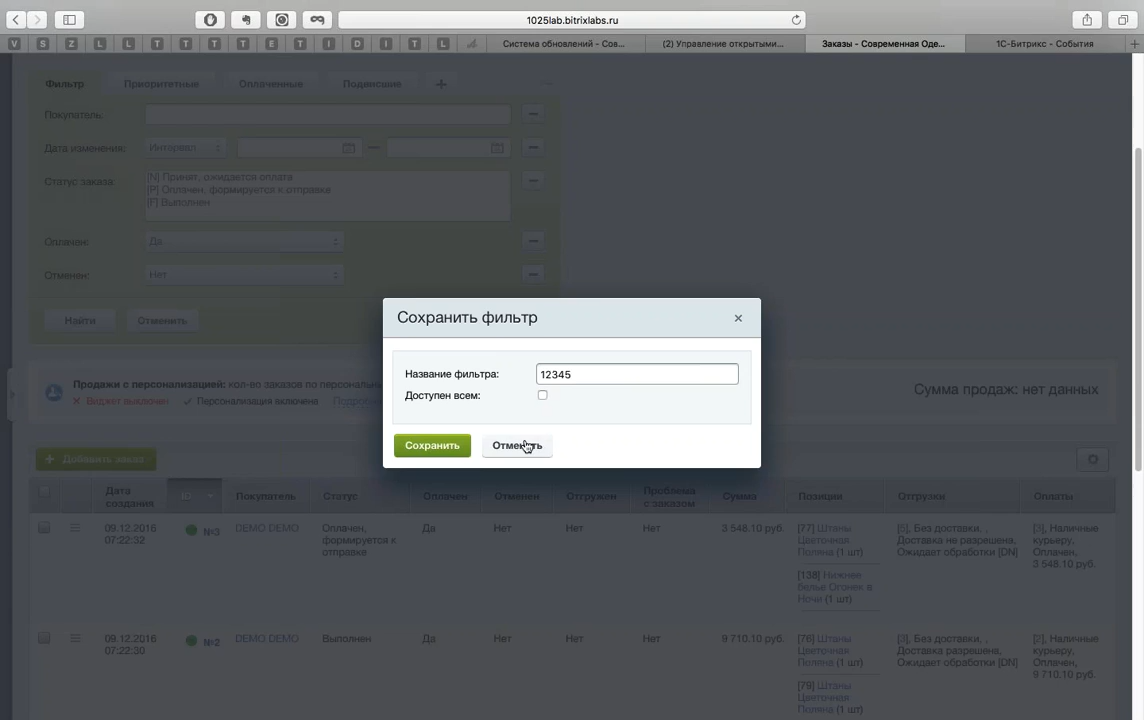 1025lab.bitrixlabs.ru
V S Z L L T T T T E T I D I T L
Система обновлений - Сов...
(2) Управление открытыми...
Заказы - Современная Оде...
1С-Битрикс - События
Фильтр
Приоритетные
Оплаченные
Подвисшие
Покупатель:
Дата изменения:
Интервал
Статус заказа:
[N] Принят, ожидается оплата
[P] Оплачен, формируется к отправке
[F] Выполнен
Оплачен:
Да
Отменен:
Нет
Найти
Отменить
Сохранить фильтр
Название фильтра:
12345
Доступен всем:
Сохранить
Отменить
Продажи с персонализацией: кол-во заказов по персональны
Виджет выключен
Персонализация включена
Подробнее
Сумма продаж: нет данных
Добавить заказ
Дата
создания
ID
Покупатель
Статус
Оплачен
Отменен
Отгружен
Проблема
с заказом
Сумма
Позиции
Отгрузки
Оплаты
09.12.2016
07:22:32
№3
DEMO DEMO
Оплачен,
формируется к
отправке
Да
Нет
Нет
Нет
3 548.10 руб.
[77] Штаны
Цветочная
Поляна (1 шт)
[138] Нижнее
белье Огонек в
Ночи (1 шт)
[5], Без доставки, ,
Доставка не разрешена,
Ожидает обработки [DN]
[3], Наличные
курьеру,
Оплачен,
3 548.10 руб.
09.12.2016
07:22:30
№2
DEMO DEMO
Выполнен
Да
Нет
Нет
Нет
9 710.10 руб.
[76] Штаны
Цветочная
Поляна (1 шт)
[79] Штаны
Цветочная
Поляна (1 шт)
[3], Без доставки, ,
Доставка разрешена,
Ожидает обработки [DN]
[2], Наличные
курьеру,
Оплачен,
9 710.10 руб.